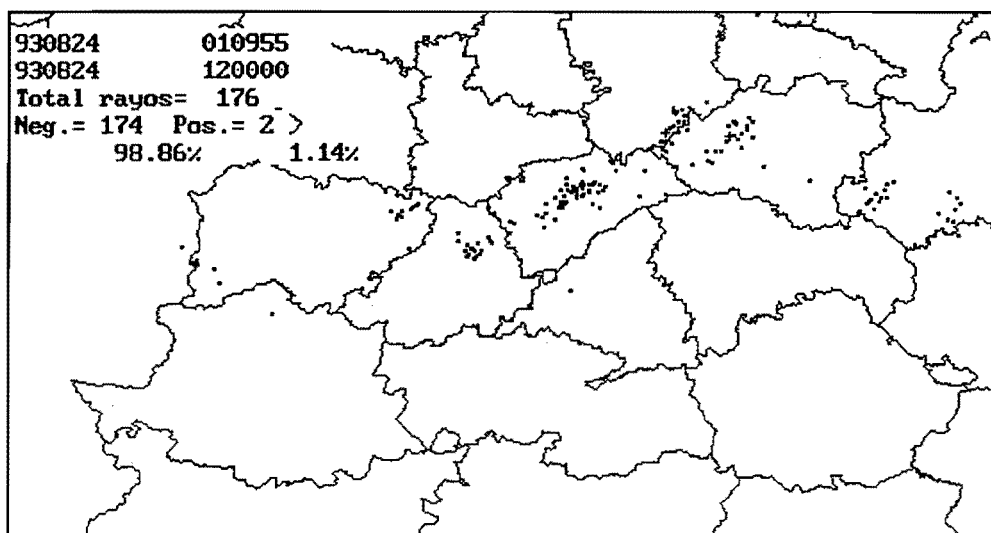 930824 010955
930824 120000
Total rayos= 176
Neg.= 174 Pos.= 2
98.86% 1.14%